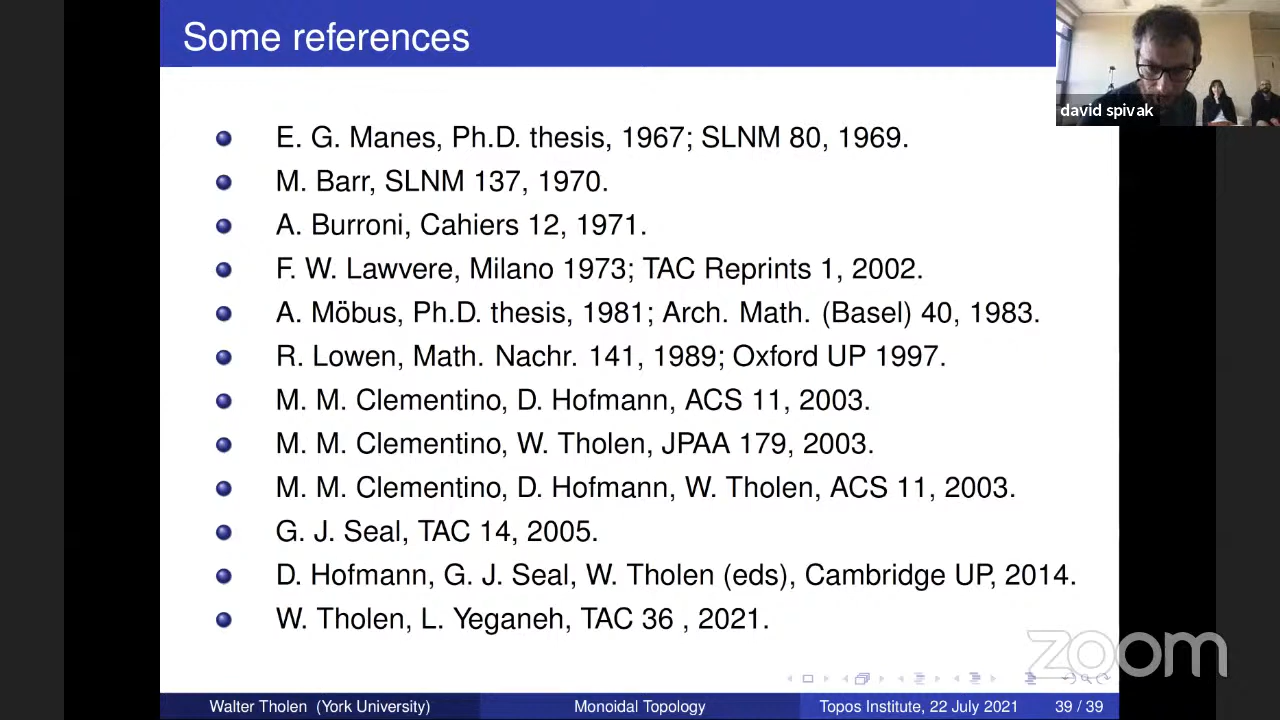 Some references
david spivak
E. G. Manes, Ph.D. thesis, 1967; SLNM 80, 1969.
M. Barr, SLNM 137, 1970.
A. Burroni, Cahiers 12, 1971.
F. W. Lawvere, Milano 1973; TAC Reprints 1, 2002.
A. Möbus, Ph.D. thesis, 1981; Arch. Math. (Basel) 40, 1983.
R. Lowen, Math. Nachr. 141, 1989; Oxford UP 1997.
M. M. Clementino, D. Hofmann, ACS 11, 2003.
M. M. Clementino, W. Tholen, JPAA 179, 2003.
M. M. Clementino, D. Hofmann, W. Tholen, ACS 11, 2003.
G. J. Seal, TAC 14, 2005.
D. Hofmann, G. J. Seal, W. Tholen (eds), Cambridge UP, 2014.
W. Tholen, L. Yeganeh, TAC 36 , 2021.
zoom
Walter Tholen (York University) Monoidal Topology Topos Institute, 22 July 2021 39 / 39